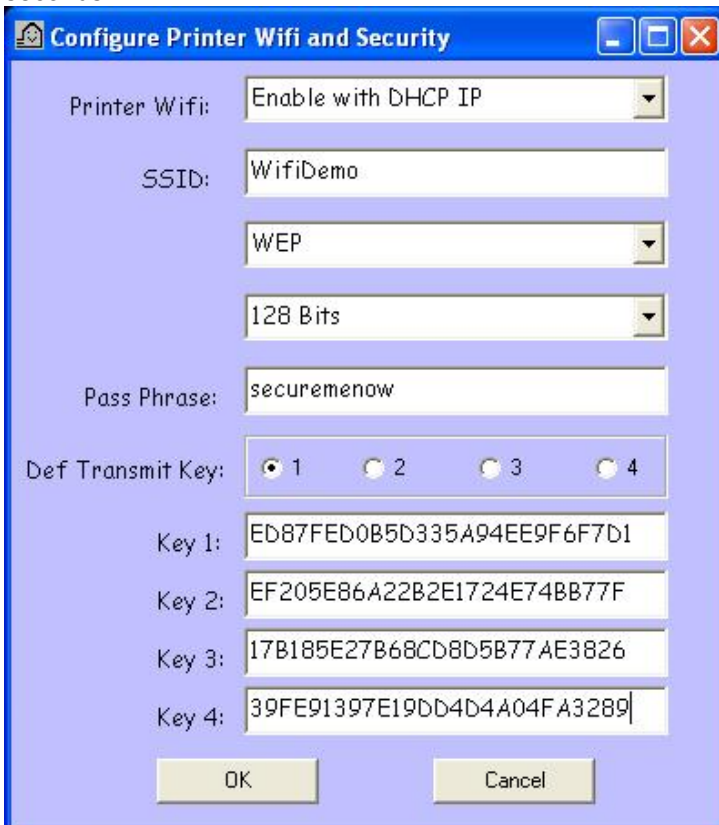 Configure Printer Wifi and Security
Printer Wifi: Enable with DHCP IP
SSID: WifiDemo
WEP
128 Bits
Pass Phrase: securemenow
Def Transmit Key: 1 2 3 4
Key 1: ED87FED0B5D335A94EE9F6F7D1
Key 2: EF205E86A22B2E1724E74BB77F
Key 3: 17B185E27B68CD8D5B77AE3826
Key 4: 39FE91397E19DD4D4A04FA3289
OK Cancel